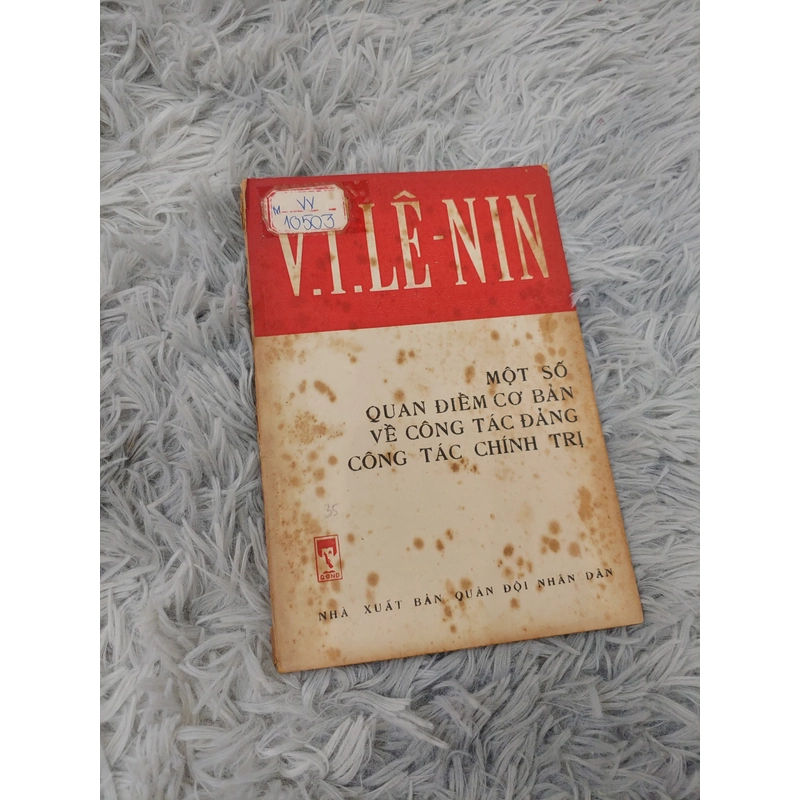 M VV
10503
V.I.LÊ-NIN
MỘT SỐ
QUAN ĐIỂM CƠ BẢN
VỀ CÔNG TÁC ĐẢNG
CÔNG TÁC CHÍNH TRỊ
35
QĐND
NHÀ XUẤT BẢN QUÂN ĐỘI NHÂN DÂN